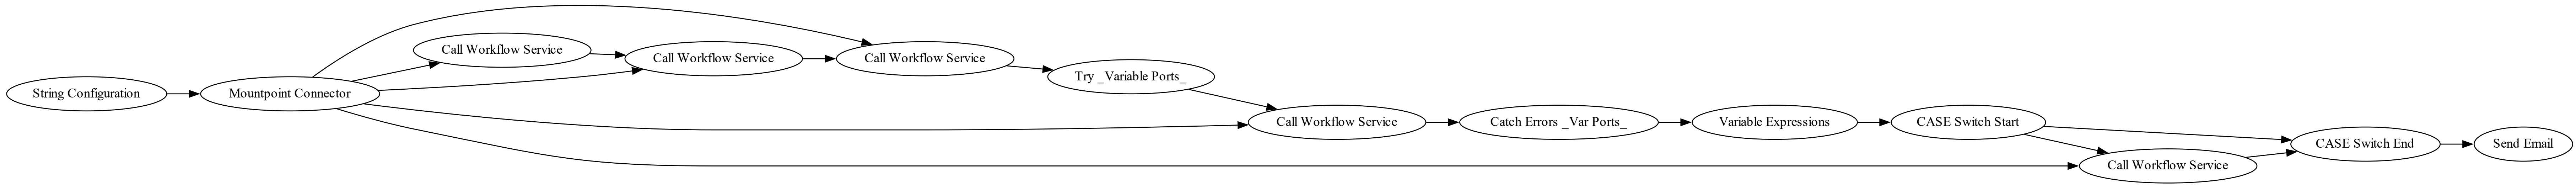 String Configuration
Mountpoint Connector
Call Workflow Service
Call Workflow Service
Call Workflow Service
Try _Variable Ports_
Call Workflow Service
Catch Errors _Var Ports_
Variable Expressions
CASE Switch Start
Call Workflow Service
CASE Switch End
Send Email